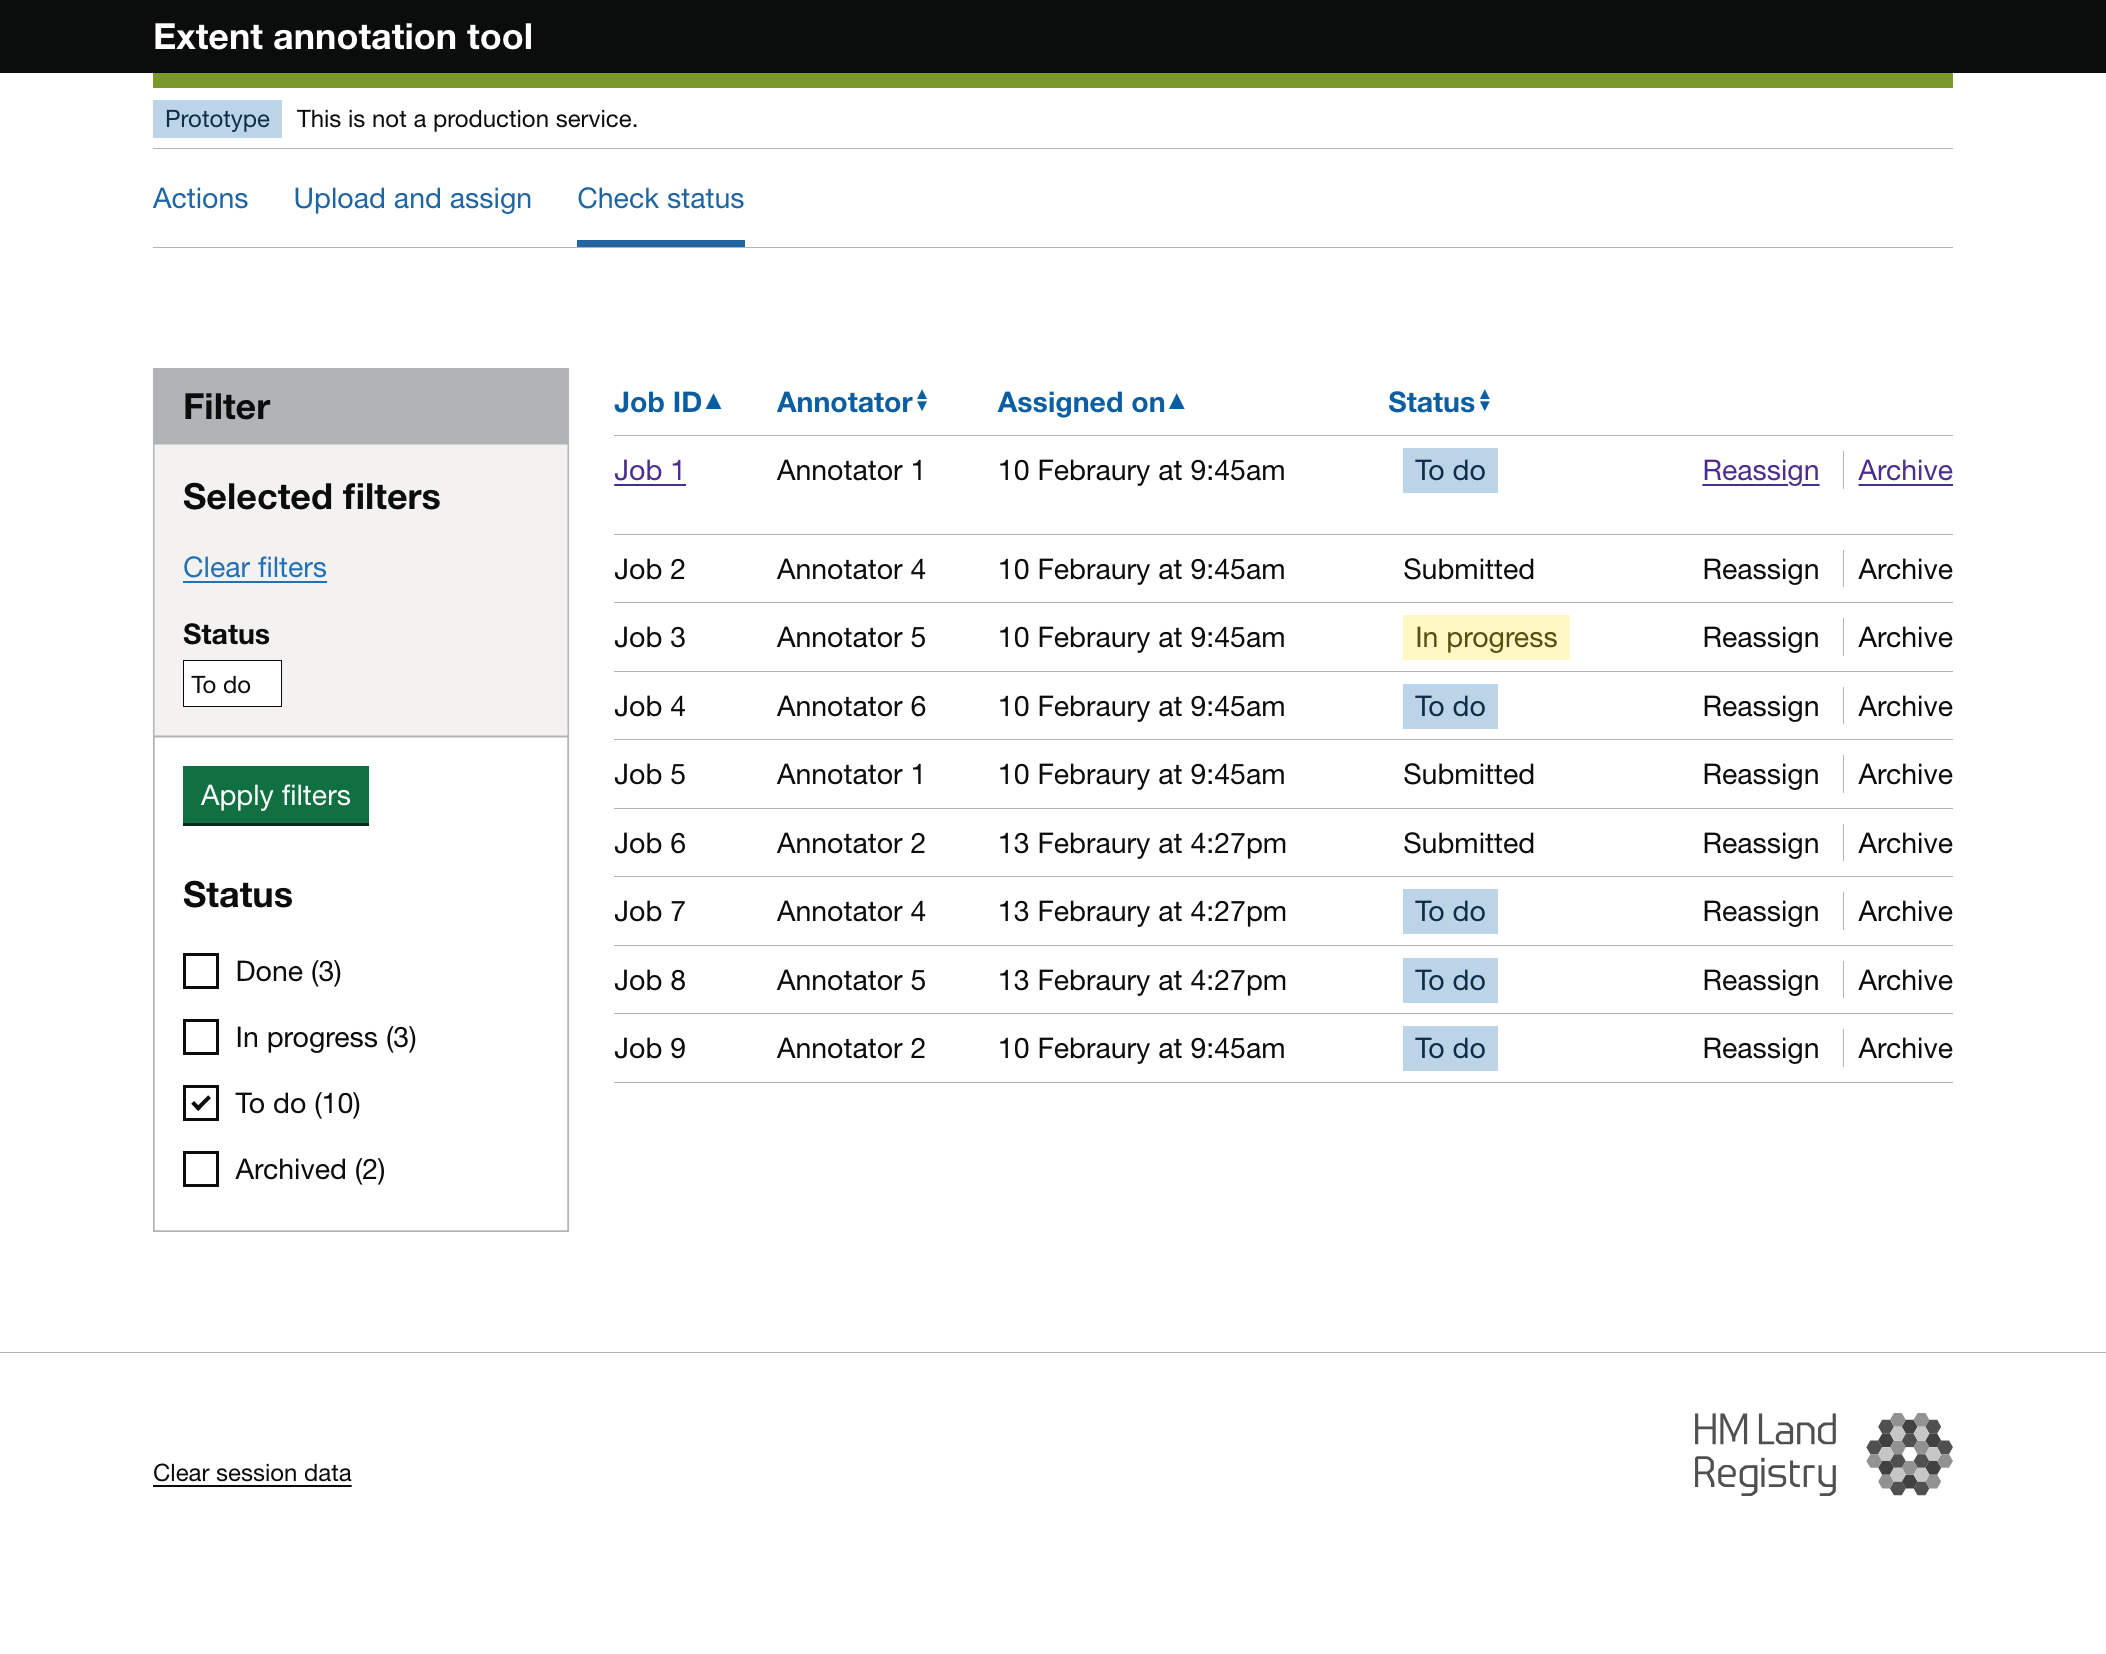 Extent annotation tool
Prototype This is not a production service.
Actions Upload and assign Check status
Filter
Selected filters
Clear filters
Status
To do
Apply filters
Status
Done (3)
In progress (3)
To do (10)
Archived (2)
Job ID Annotator Assigned on Status
Job 1 Annotator 1 10 Febraury at 9:45am To do Reassign Archive
Job 2 Annotator 4 10 Febraury at 9:45am Submitted Reassign Archive
Job 3 Annotator 5 10 Febraury at 9:45am In progress Reassign Archive
Job 4 Annotator 6 10 Febraury at 9:45am To do Reassign Archive
Job 5 Annotator 1 10 Febraury at 9:45am Submitted Reassign Archive
Job 6 Annotator 2 13 Febraury at 4:27pm Submitted Reassign Archive
Job 7 Annotator 4 13 Febraury at 4:27pm To do Reassign Archive
Job 8 Annotator 5 13 Febraury at 4:27pm To do Reassign Archive
Job 9 Annotator 2 10 Febraury at 9:45am To do Reassign Archive
Clear session data
HM Land
Registry